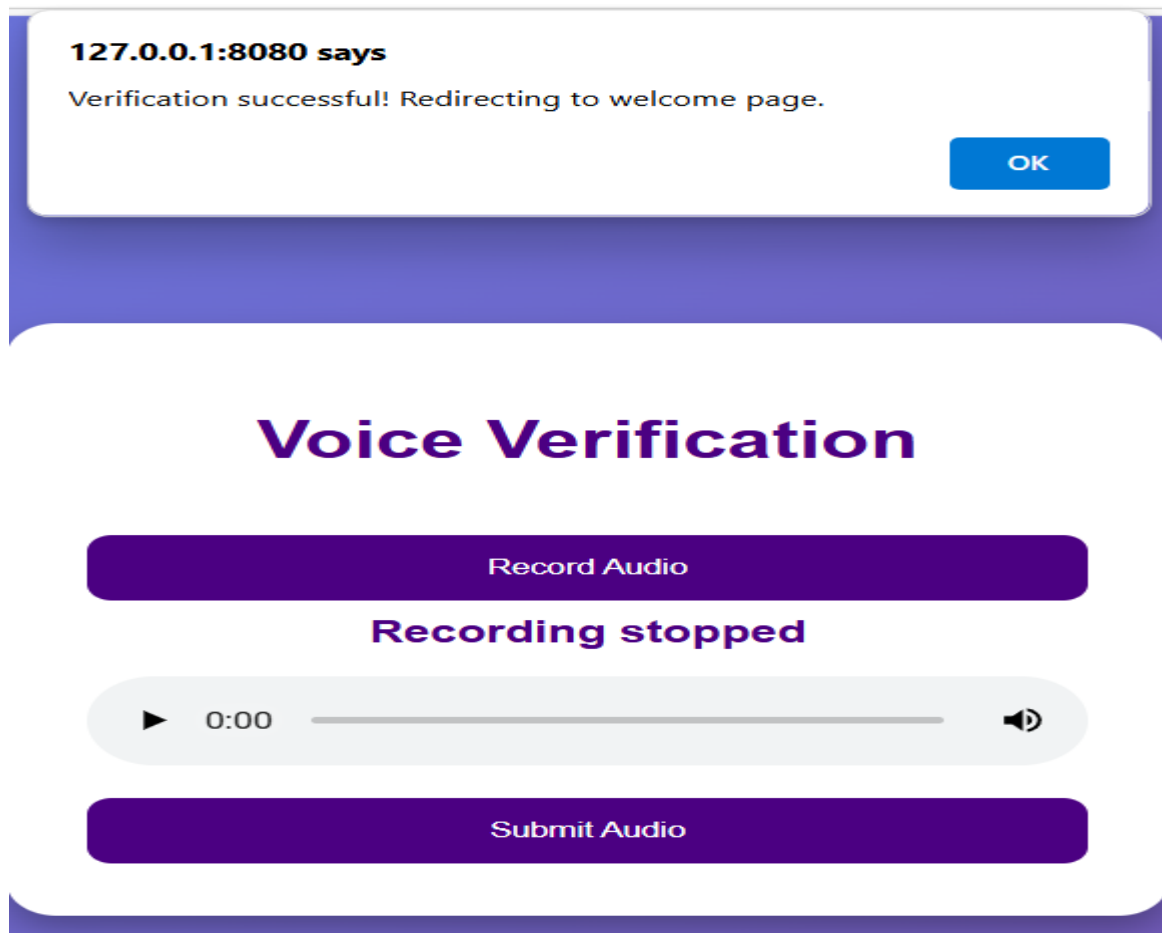 127.0.0.1:8080 says
Verification successful! Redirecting to welcome page.
OK
Voice Verification
Record Audio
Recording stopped
0:00
Submit Audio